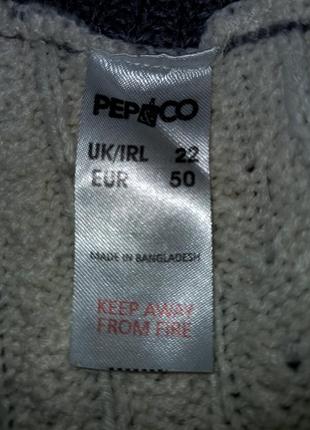 PEP&CO
UK/IRL 22
EUR 50
MADE IN BANGLADESH
KEEP AWAY
FROM FIRE